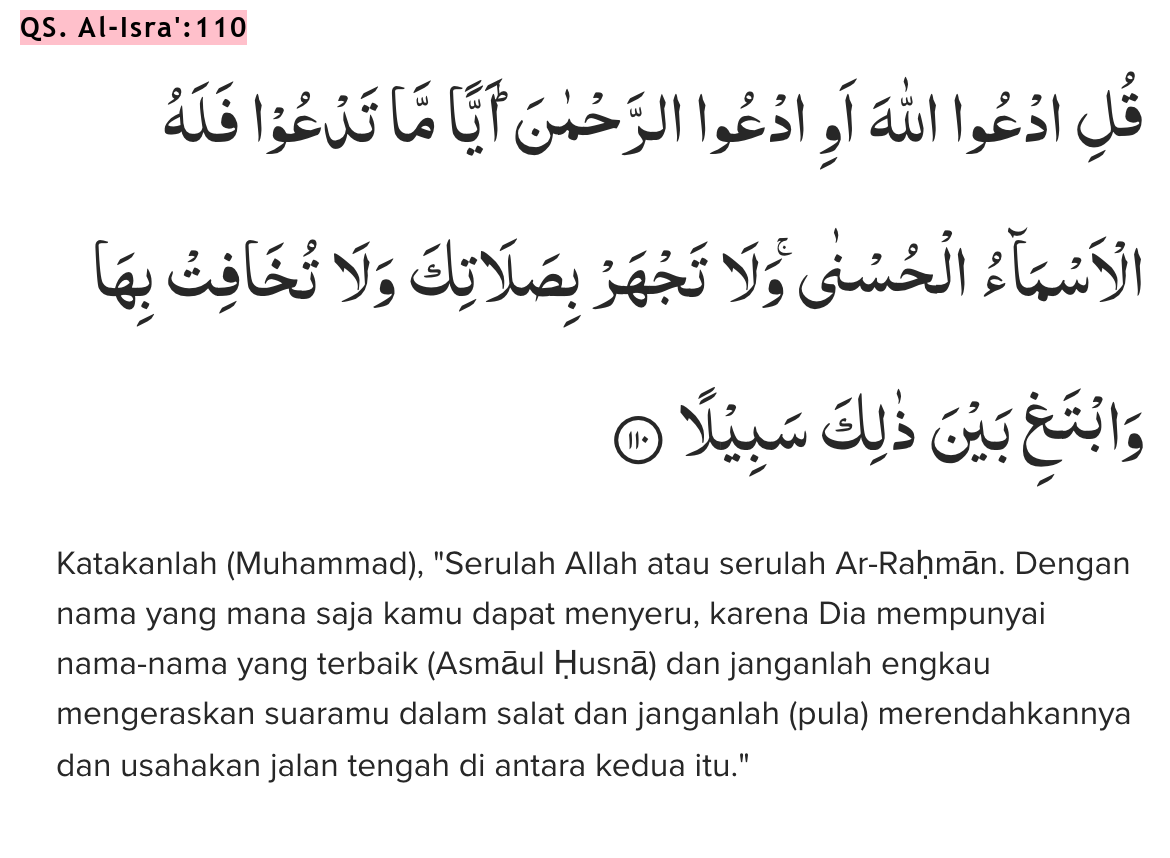 QS. Al-Isra':110
قُلِ ادْعُوا اللّٰهَ اَوِ ادْعُوا الرَّحْمٰنَۗ اَيًّا مَّا تَدْعُوْا فَلَهُ
الْاَسْمَاۤءُ الْحُسْنٰىۚ وَلَا تَجْهَرْ بِصَلَاتِكَ وَلَا تُخَافِتْ بِهَا
وَابْتَغِ بَيْنَ ذٰلِكَ سَبِيْلًا ١١٠
Katakanlah (Muhammad), "Serulah Allah atau serulah Ar-Raḥmān. Dengan
nama yang mana saja kamu dapat menyeru, karena Dia mempunyai
nama-nama yang terbaik (Asmāul Ḥusnā) dan janganlah engkau
mengeraskan suaramu dalam salat dan janganlah (pula) merendahkannya
dan usahakan jalan tengah di antara kedua itu."